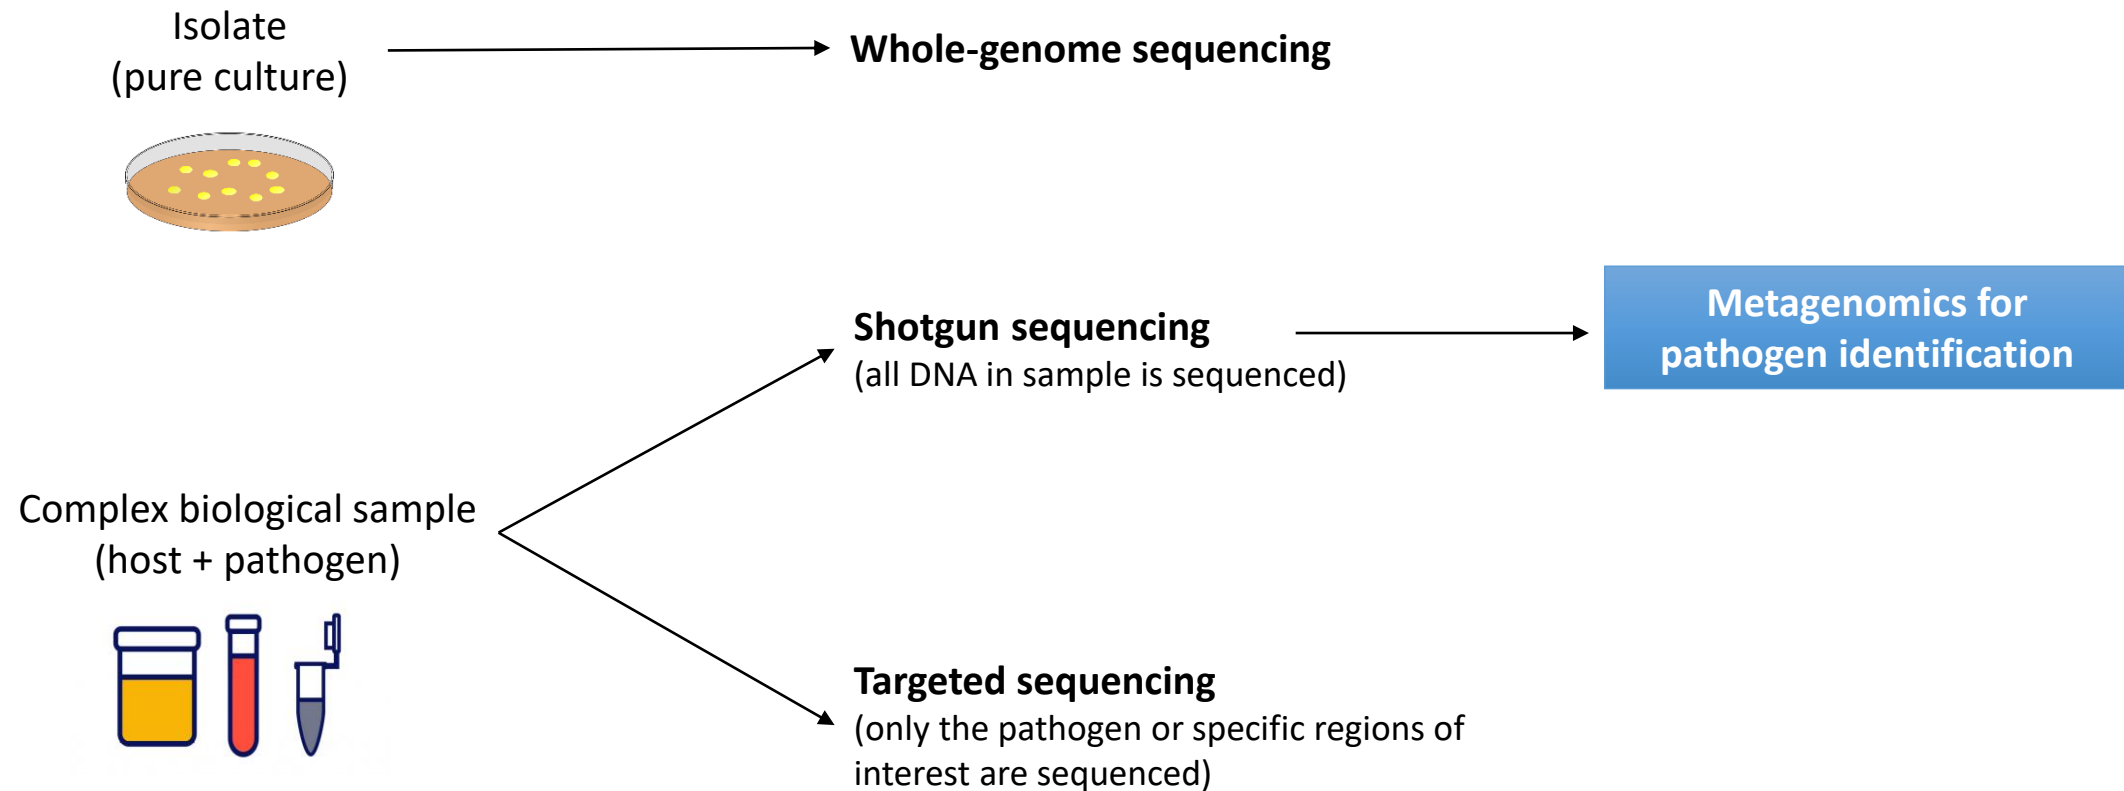 Isolate
(pure culture)
Whole-genome sequencing
Shotgun sequencing
(all DNA in sample is sequenced)
Metagenomics for
pathogen identification
Complex biological sample
(host + pathogen)
Targeted sequencing
(only the pathogen or specific regions of
interest are sequenced)